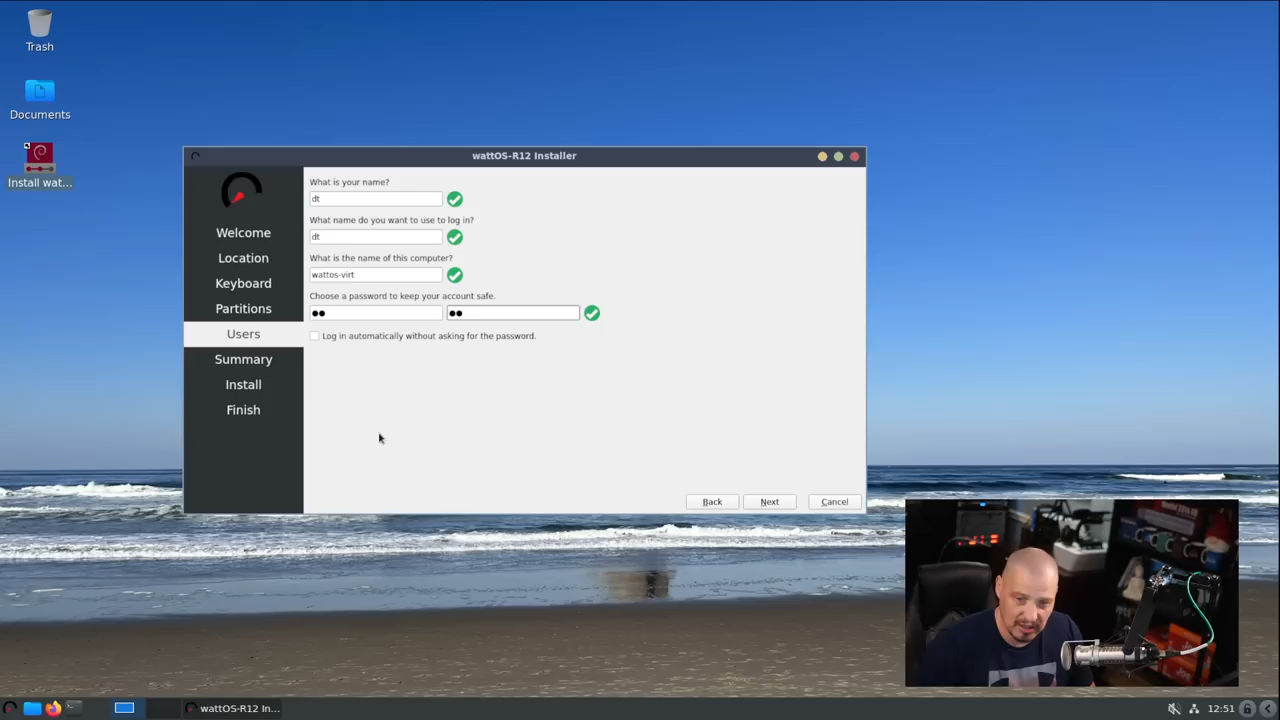 Trash
Documents
Install wat...
wattOS-R12 Installer
Welcome
Location
Keyboard
Partitions
Users
Summary
Install
Finish
What is your name?
dt
What name do you want to use to log in?
dt
What is the name of this computer?
wattos-virt
Choose a password to keep your account safe.
Log in automatically without asking for the password.
Back
Next
Cancel
wattOS-R12 In...
12:51